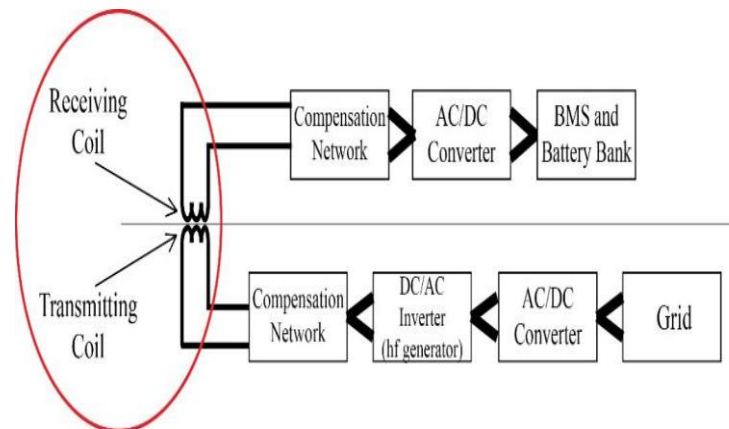 Receiving
Coil
Compensation
Network
AC/DC
Converter
BMS and
Battery Bank
Transmitting
Coil
Compensation
Network
DC/AC
Inverter
(hf generator)
AC/DC
Converter
Grid